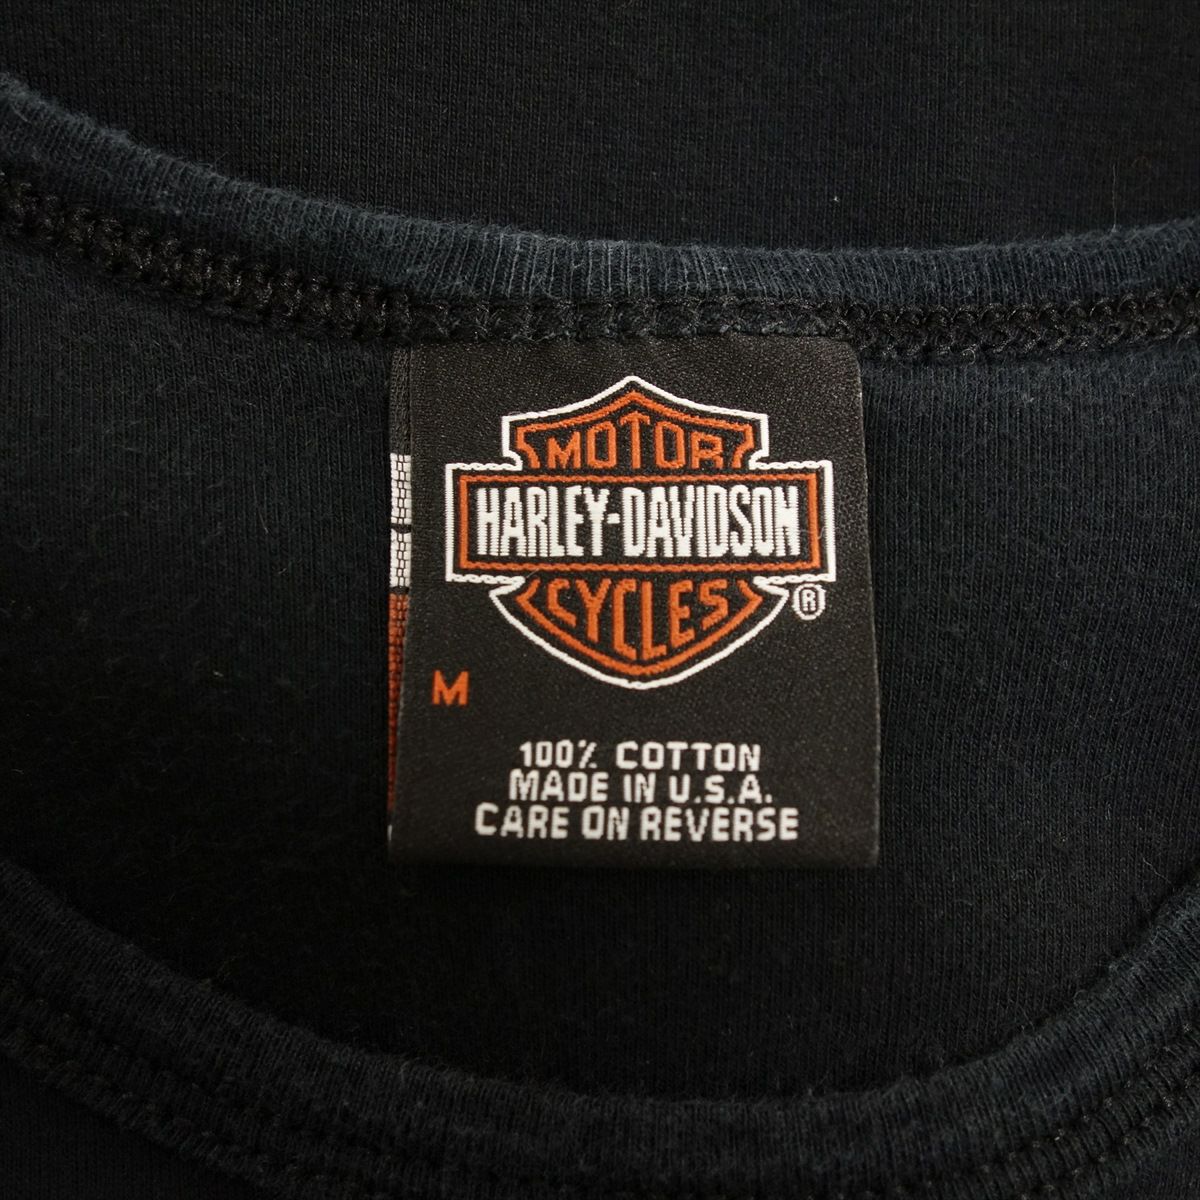 MOTOR
HARLEY-DAVIDSON
CYCLES
®
M
100% COTTON
MADE IN U.S.A.
CARE ON REVERSE